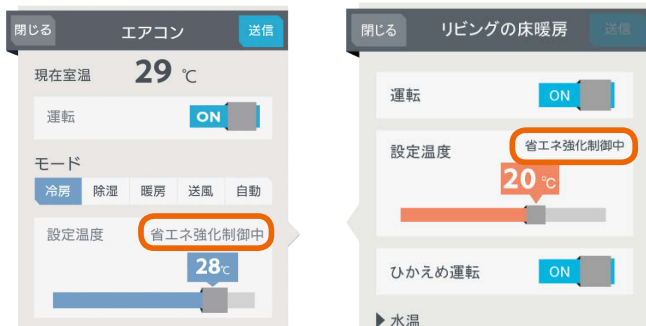 閉じる
エアコン
送信
現在室温 29 ℃
運転 ON
モード
冷房 除湿 暖房 送風 自動
設定温度 省エネ強化制御中
28℃
閉じる
リビングの床暖房
送信
運転 ON
設定温度 省エネ強化制御中
20℃
ひかえめ運転 ON
▶水温